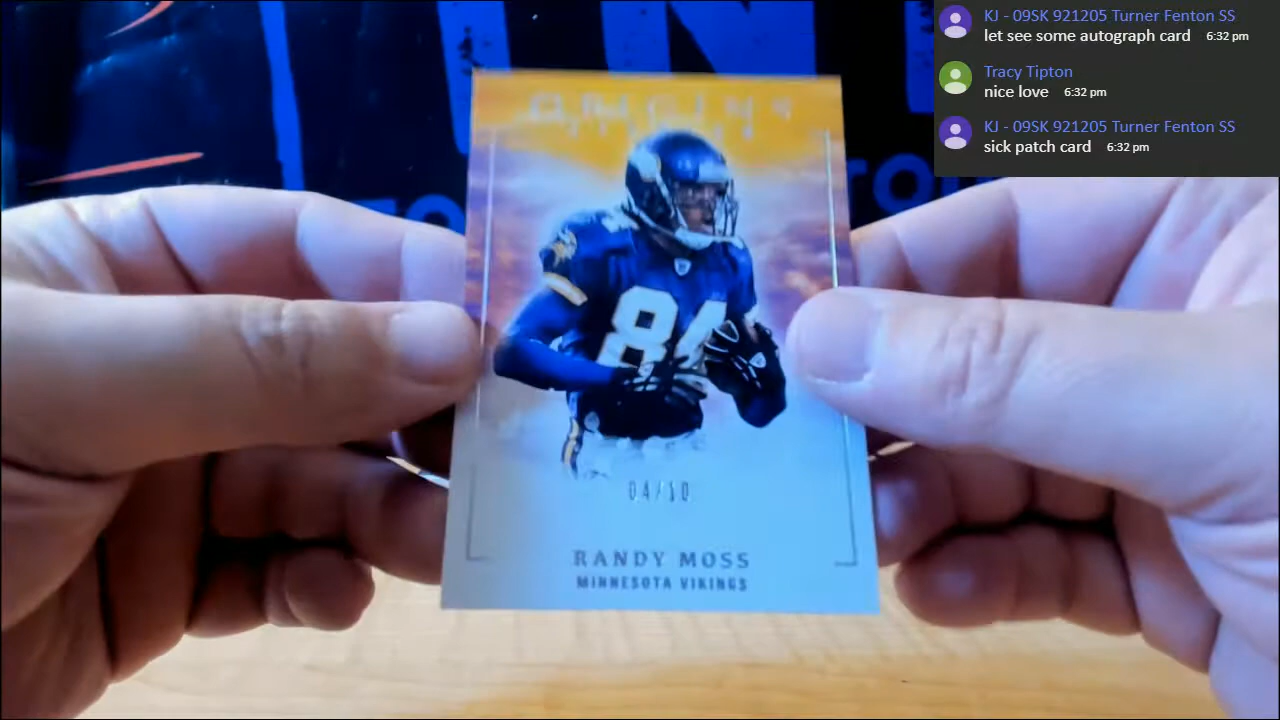 KJ - 09SK 921205 Turner Fenton SS
let see some autograph card 6:32 pm
Tracy Tipton
nice love 6:32 pm
KJ - 09SK 921205 Turner Fenton SS
sick patch card 6:32 pm
ORIGINS
84
04/10
RANDY MOSS
MINNESOTA VIKINGS